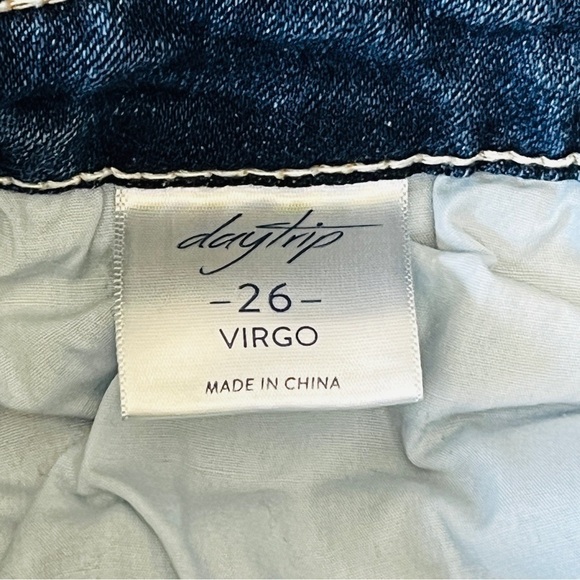 daytrip
-26-
VIRGO
MADE IN CHINA